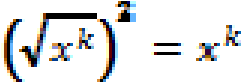 (√x^k)^2 = x^k